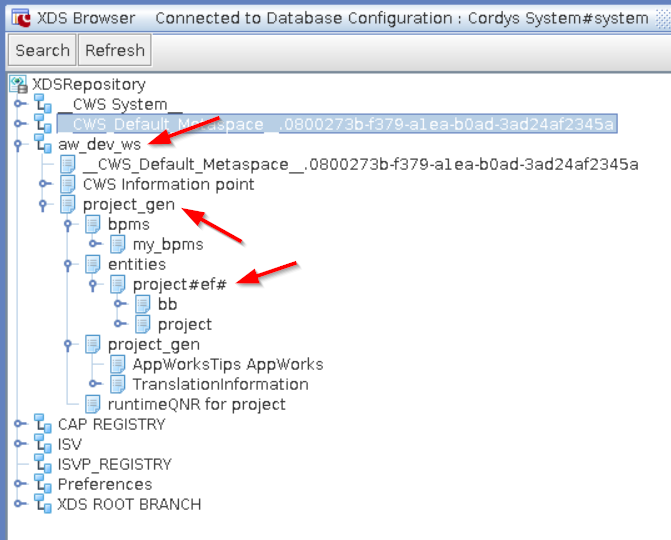 XDS Browser Connected to Database Configuration : Cordys System#system
Search Refresh
XDSRepository
__CWS System__
__CWS_Default_Metaspace__.0800273b-f379-a1ea-b0ad-3ad24af2345a
aw_dev_ws
__CWS_Default_Metaspace__.0800273b-f379-a1ea-b0ad-3ad24af2345a
CWS Information point
project_gen
bpms
my_bpms
entities
project#ef#
bb
project
project_gen
AppWorksTips AppWorks
TranslationInformation
runtimeQNR for project
CAP REGISTRY
ISV
ISVP_REGISTRY
Preferences
XDS ROOT BRANCH